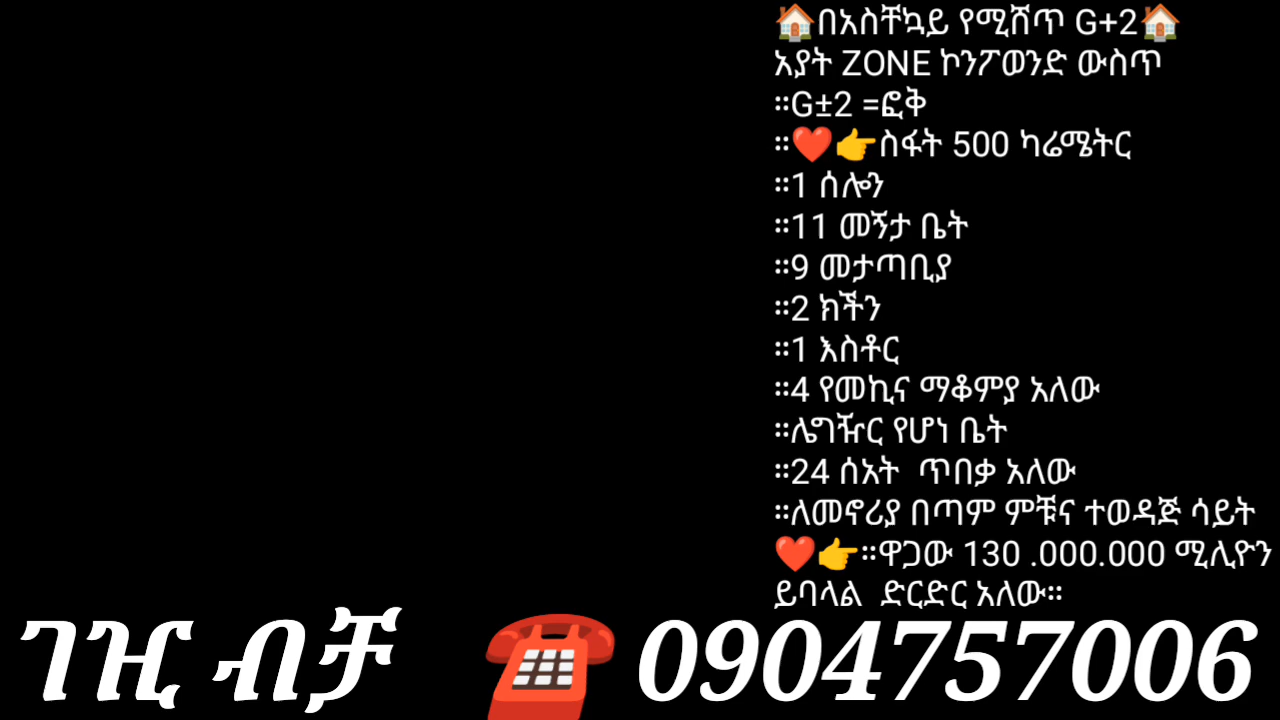 🏠በአስቸኳይ የሚሸጥ G+2🏠
አያት ZONE ኮንፖወንድ ውስጥ
፡፡G±2 =ፎቅ
፡፡❤️👉ስፋት 500 ካሬሜትር
፡፡1 ሰሎን
፡፡11 መኝታ ቤት
፡፡9 መታጣቢያ
፡፡2 ክችን
፡፡1 እስቶር
፡፡4 የመኪና ማቆምያ አለው
፡፡ሌግዥር የሆነ ቤት
፡፡24 ሰአት  ጥበቃ አለው
፡፡ለመኖሪያ በጣም ምቹና ተወዳጅ ሳይት
❤️👉፡፡ዋጋው 130 .000.000 ሚሊዮን
ይባላል  ድርድር አለው፡፡
ገዢ ብቻ ☎️ 0904757006